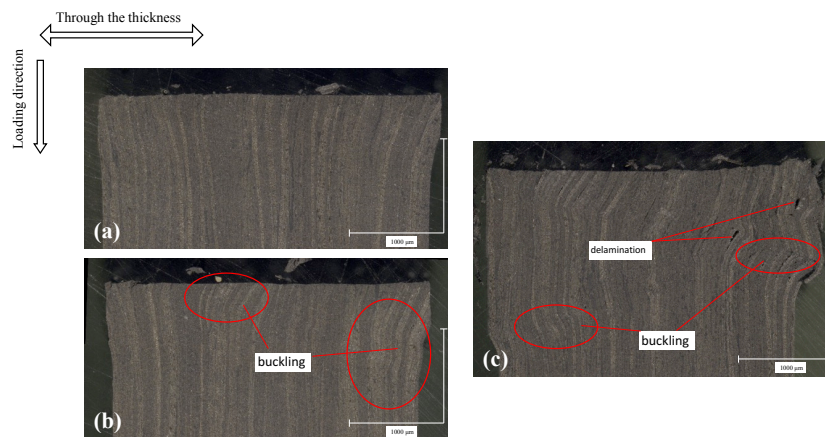 Through the thickness
Loading direction
(a)
1000 μm
buckling
(b)
1000 μm
delamination
buckling
(c)
1000 μm